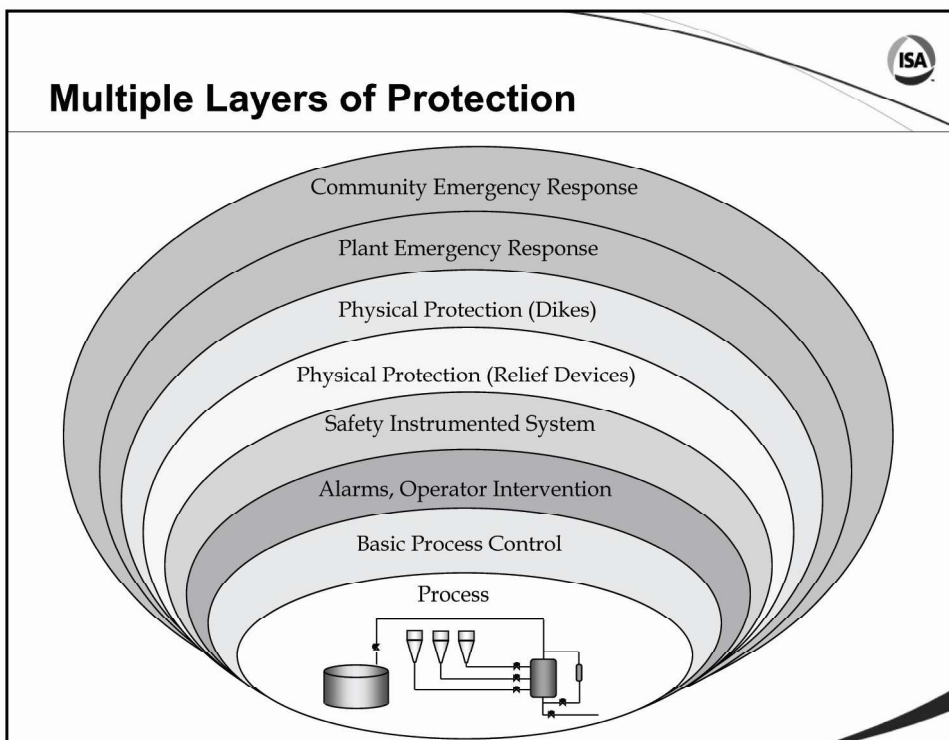 ISA
Multiple Layers of Protection
Community Emergency Response
Plant Emergency Response
Physical Protection (Dikes)
Physical Protection (Relief Devices)
Safety Instrumented System
Alarms, Operator Intervention
Basic Process Control
Process